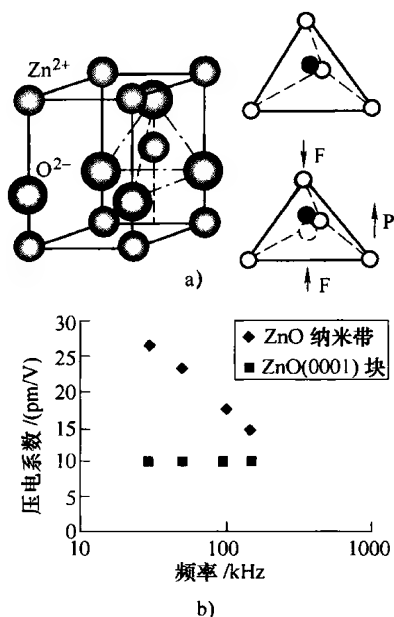 Zn²⁺
O²⁻
F
P
F
a)
压电系数/(pm/V)
30
25
20
15
10
5
0
ZnO 纳米带
ZnO(0001) 块
10
100
1000
频率/kHz
b)